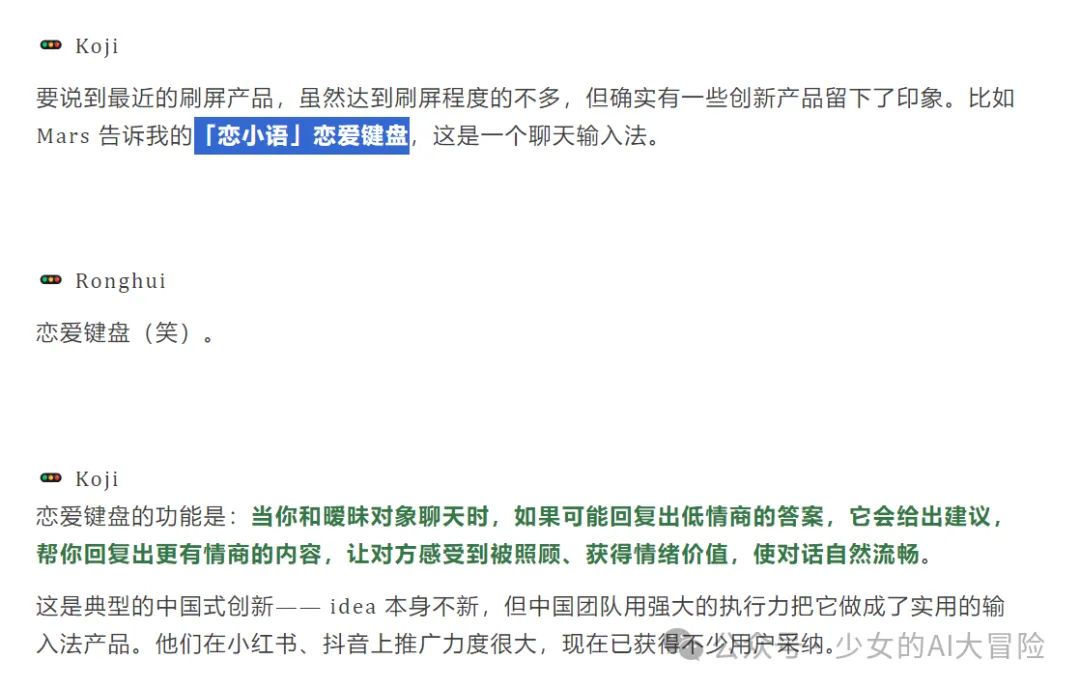 Koji
要说到最近的刷屏产品，虽然达到刷屏程度的不多，但确实有一些创新产品留下了印象。比如
Mars 告诉我的「恋小语」恋爱键盘，这是一个聊天输入法。
Ronghui
恋爱键盘（笑）。
Koji
恋爱键盘的功能是：当你和暧昧对象聊天时，如果可能回复出低情商的答案，它会给出建议，
帮你回复出更有情商的内容，让对方感受到被照顾、获得情绪价值，使对话自然流畅。
这是典型的中国式创新—— idea 本身不新，但中国团队用强大的执行力把它做成了实用的输
入法产品。他们在小红书、抖音上推广力度很大，现在已获得不少用户采纳。
公众号 · 少女的AI大冒险